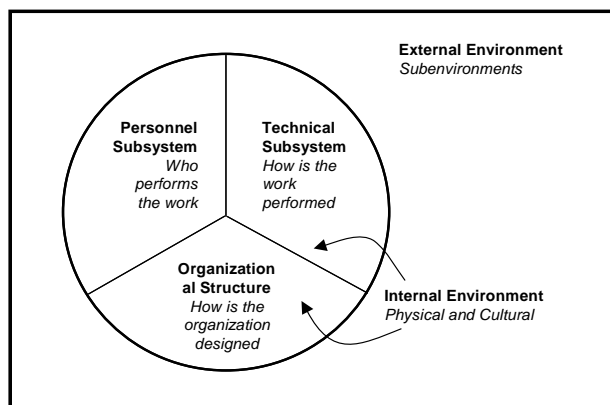 External Environment
Subenvironments
Personnel
Subsystem
Who
performs
the work
Technical
Subsystem
How is the
work
performed
Organization
al Structure
How is the
organization
designed
Internal Environment
Physical and Cultural